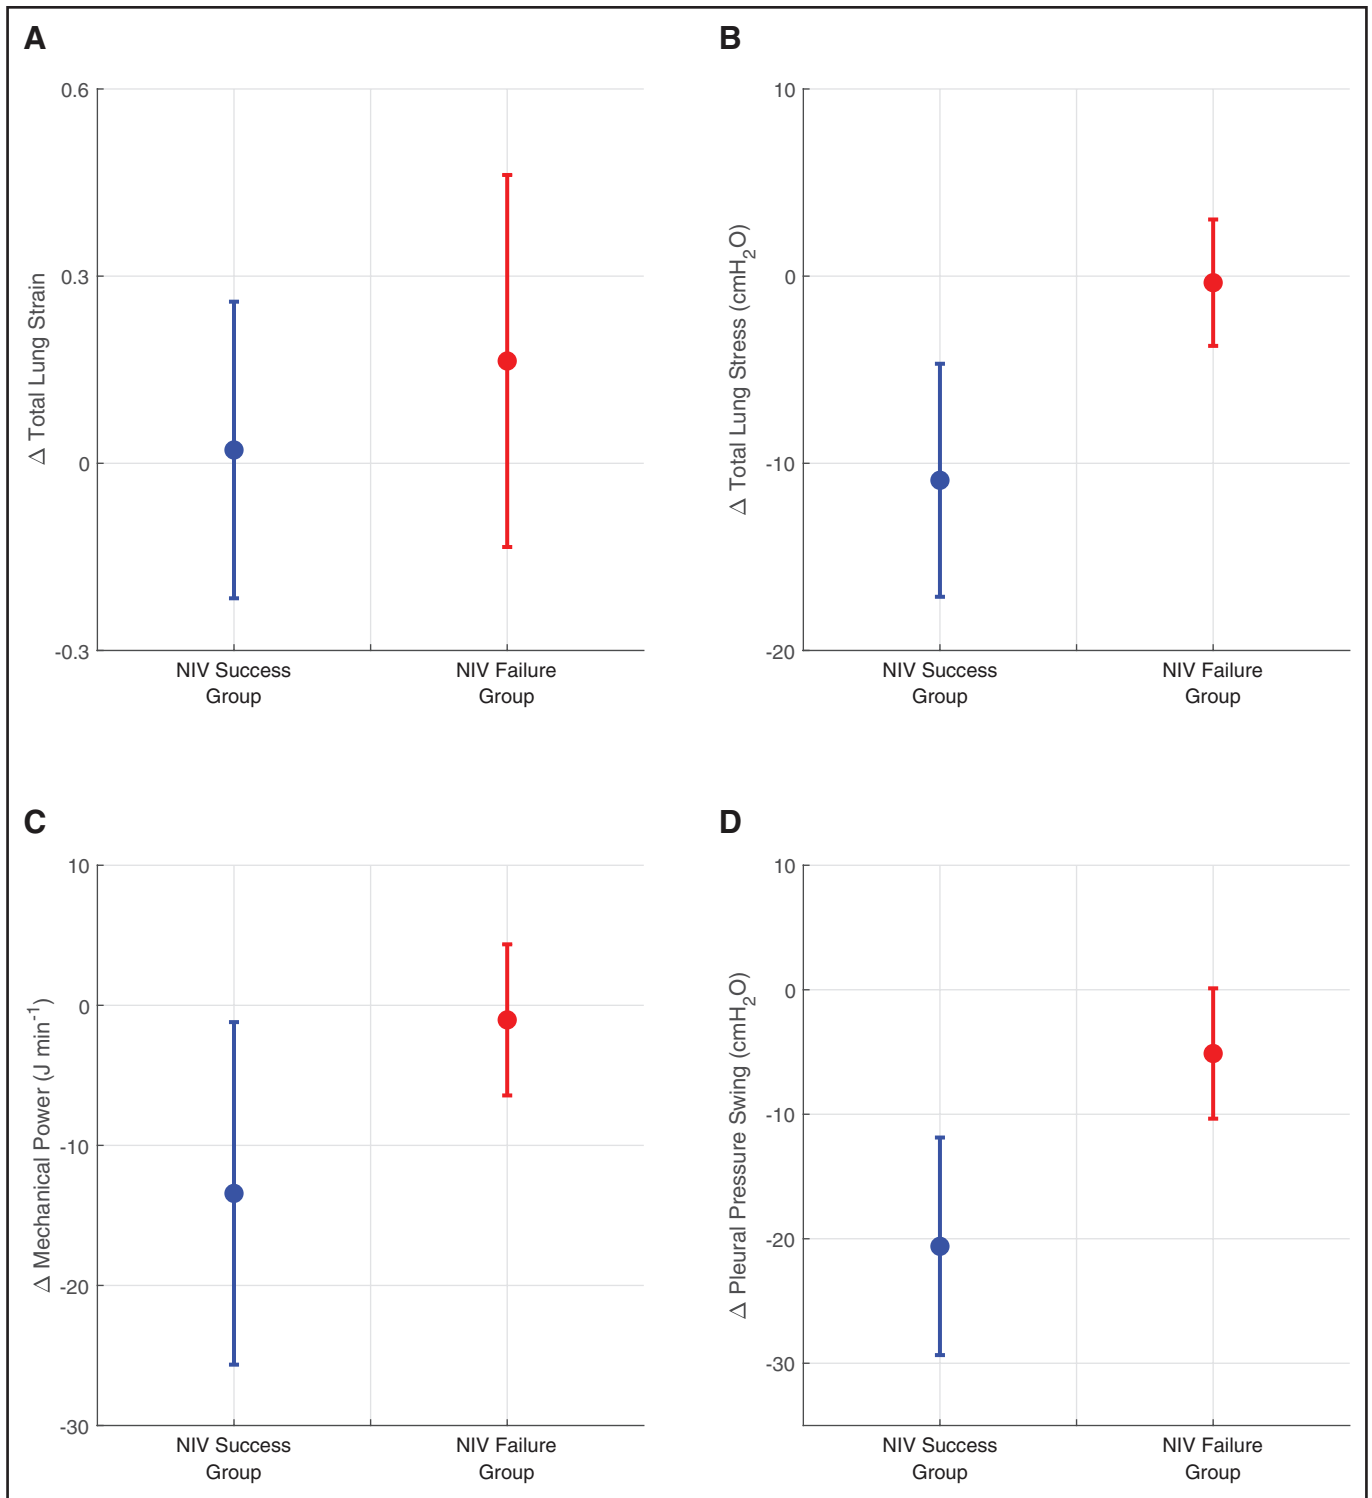 A
0.6
0.3
0
-0.3
Δ Total Lung Strain
NIV Success
Group
NIV Failure
Group
B
10
0
-10
-20
Δ Total Lung Stress (cmH2O)
NIV Success
Group
NIV Failure
Group
C
10
0
-10
-20
-30
Δ Mechanical Power (J min-1)
NIV Success
Group
NIV Failure
Group
D
10
0
-10
-20
-30
Δ Pleural Pressure Swing (cmH2O)
NIV Success
Group
NIV Failure
Group